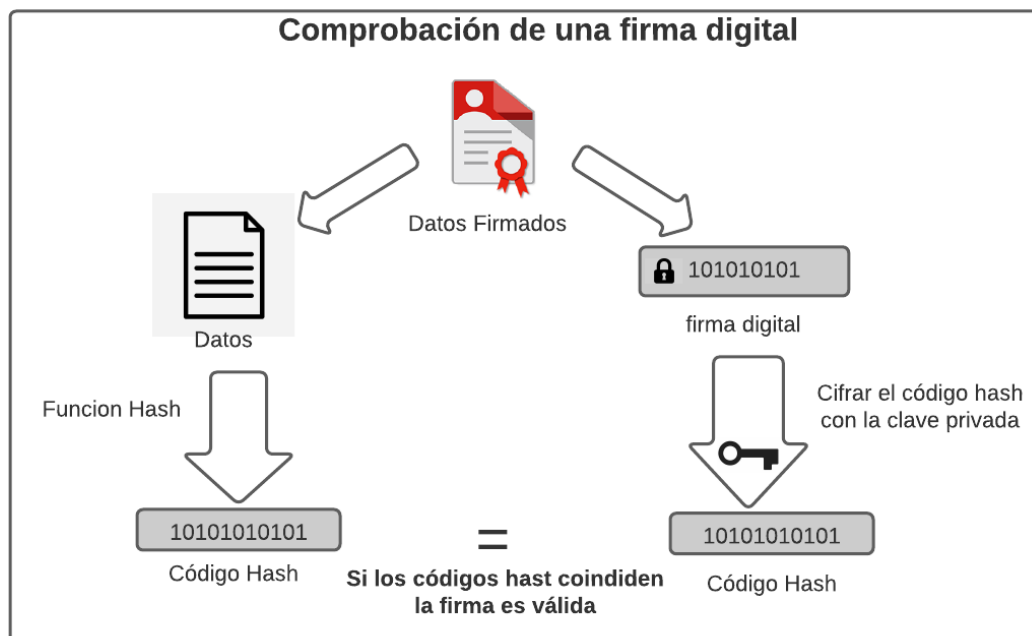 Comprobación de una firma digital
Datos Firmados
Datos
101010101
firma digital
Funcion Hash
Cifrar el código hash
con la clave privada
10101010101
Código Hash
=
Si los códigos hast coindiden
la firma es válida
10101010101
Código Hash